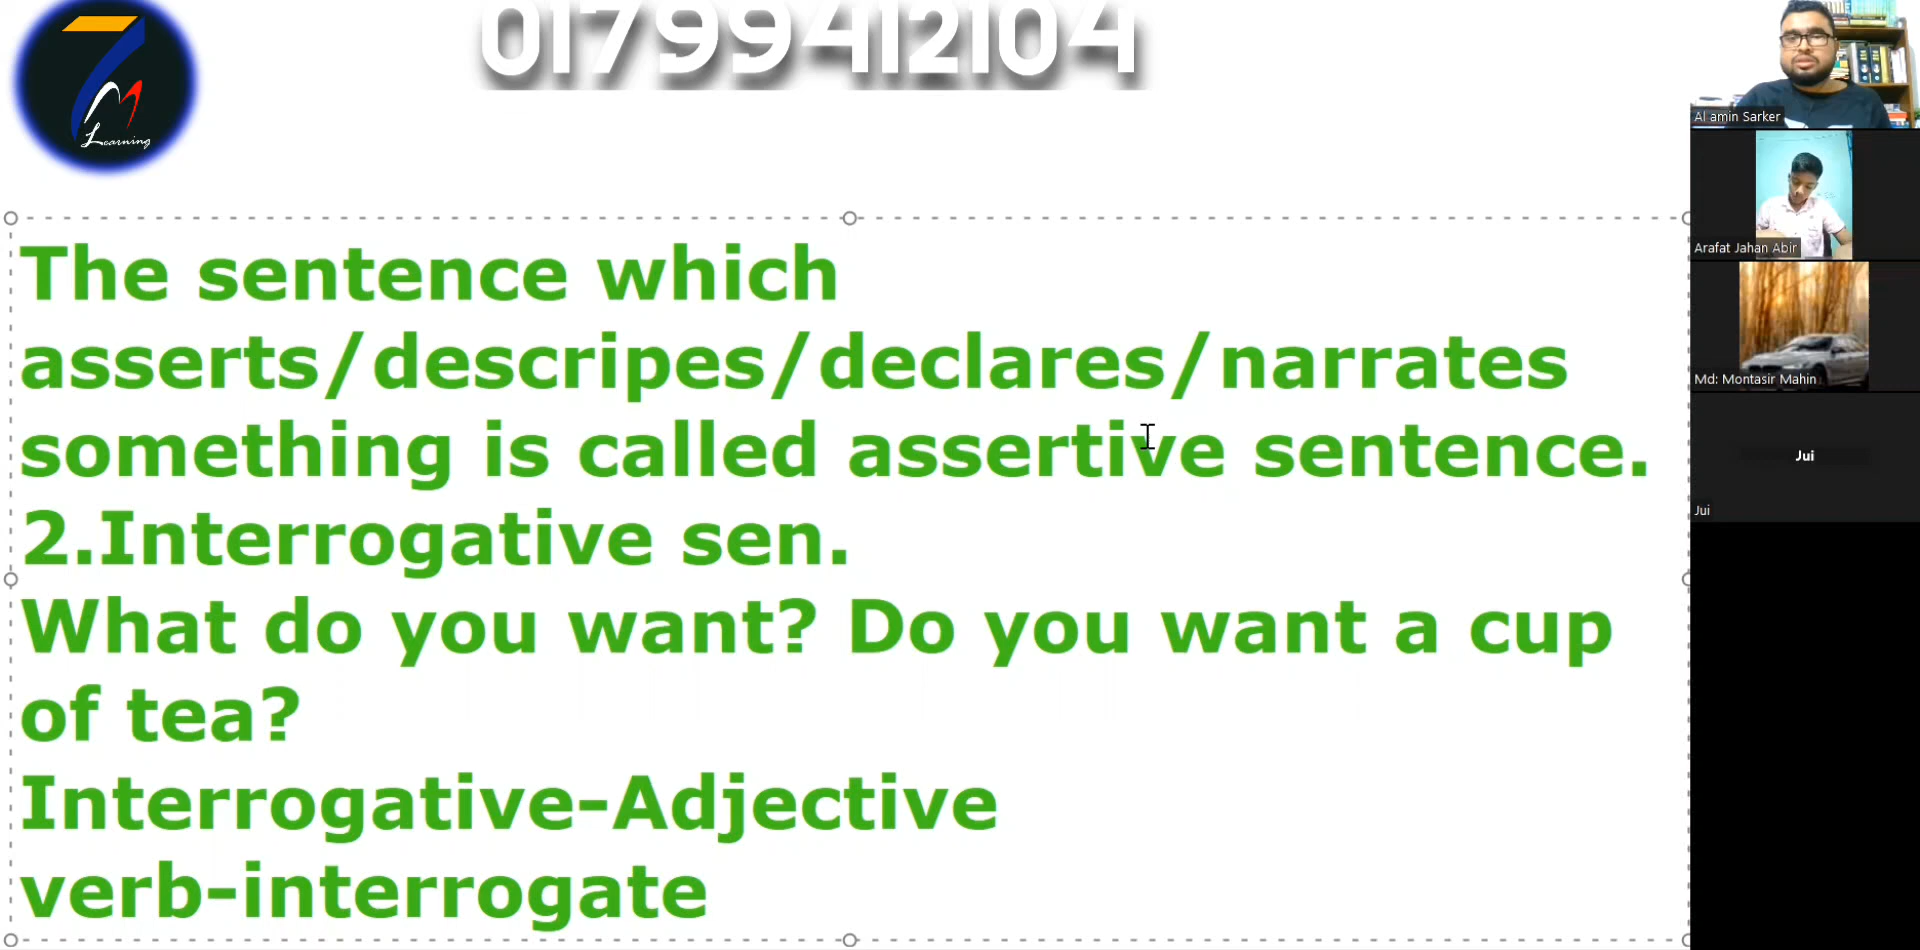 01799412104
7
M
Learning
The sentence which
asserts/descripes/declares/narrates
something is called assertive sentence.
2.Interrogative sen.
What do you want? Do you want a cup
of tea?
Interrogative-Adjective
verb-interrogate
Al amin Sarker
Arafat Jahan Abir
Md: Montasir Mahin
Jui
Jui